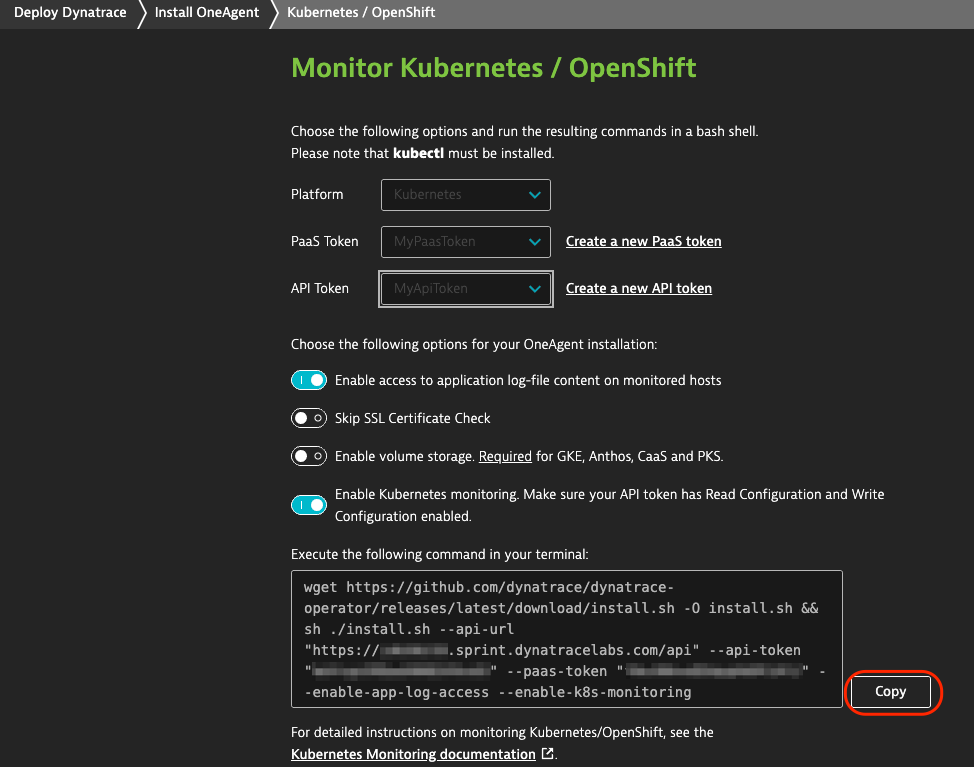 Deploy Dynatrace Install OneAgent Kubernetes / OpenShift
Monitor Kubernetes / OpenShift
Choose the following options and run the resulting commands in a bash shell.
Please note that kubectl must be installed.
Platform Kubernetes
PaaS Token MyPaasToken Create a new PaaS token
API Token MyApiToken Create a new API token
Choose the following options for your OneAgent installation:
Enable access to application log-file content on monitored hosts
Skip SSL Certificate Check
Enable volume storage. Required for GKE, Anthos, CaaS and PKS.
Enable Kubernetes monitoring. Make sure your API token has Read Configuration and Write
Configuration enabled.
Execute the following command in your terminal:
wget https://github.com/dynatrace/dynatrace-
operator/releases/latest/download/install.sh -O install.sh &&
sh ./install.sh --api-url
"https:// .sprint.dynatracelabs.com/api" --api-token
" " --paas-token " " -
-enable-app-log-access --enable-k8s-monitoring
Copy
For detailed instructions on monitoring Kubernetes/OpenShift, see the
Kubernetes Monitoring documentation .